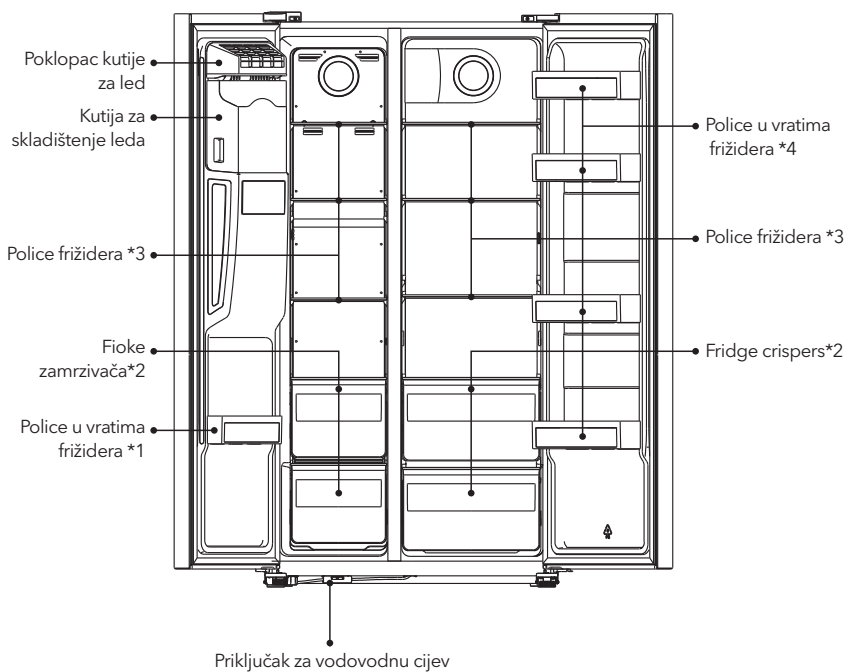 Poklopac kutije
za led
Kutija za
skladištenje leda
Police frižidera *3
Fioke
zamrzivača*2
Police u vratima
frižidera *1
Police u vratima
frižidera *4
Police frižidera *3
Fridge crispers*2
Priključak za vodovodnu cijev